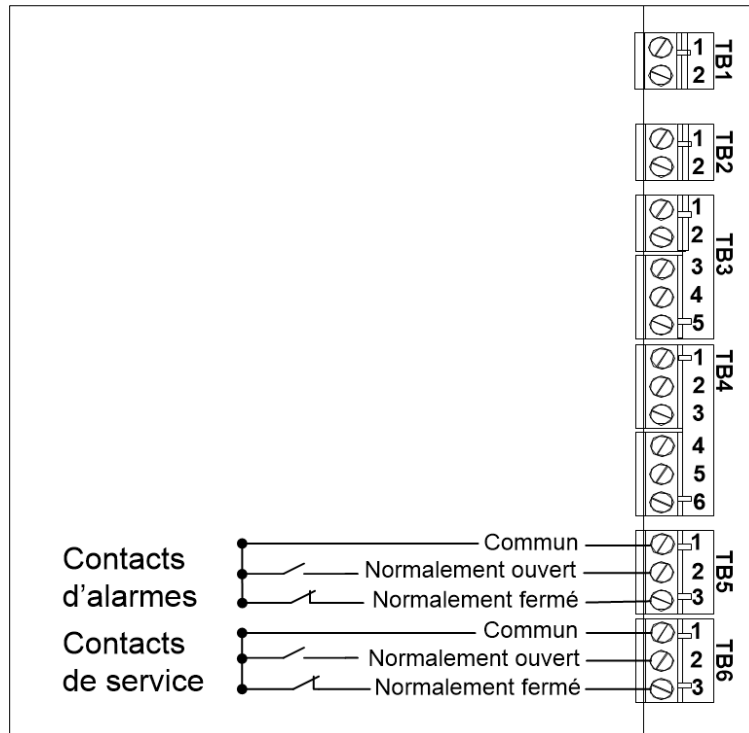 1
2
TB1
1
2
TB2
1
2
3
4
5
TB3
1
2
3
4
5
6
TB4
Contacts
d'alarmes
Commun 1
Normalement ouvert 2
Normalement fermé 3
TB5
Contacts
de service
Commun 1
Normalement ouvert 2
Normalement fermé 3
TB6